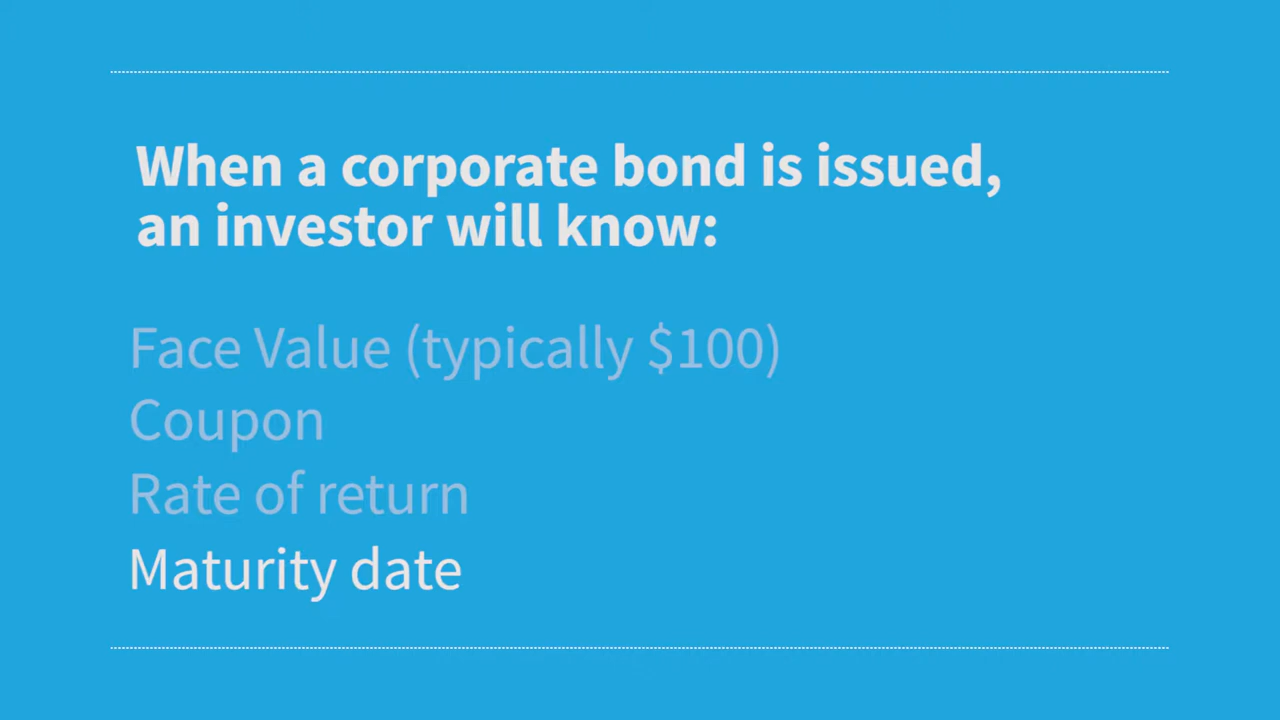 When a corporate bond is issued,
an investor will know:
Face Value (typically $100)
Coupon
Rate of return
Maturity date